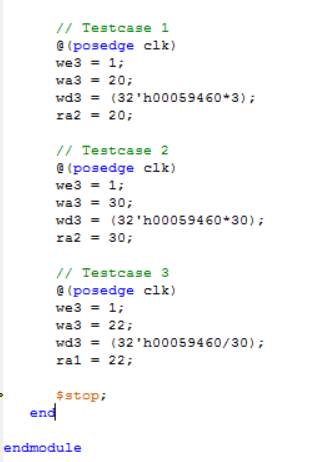 // Testcase 1
@(posedge clk)
we3 = 1;
wa3 = 20;
wd3 = (32'h00059460*3);
ra2 = 20;
// Testcase 2
@(posedge clk)
we3 = 1;
wa3 = 30;
wd3 = (32'h00059460*30);
ra2 = 30;
// Testcase 3
@(posedge clk)
we3 = 1;
wa3 = 22;
wd3 = (32'h00059460/30);
ra1 = 22;
$stop;
end
endmodule